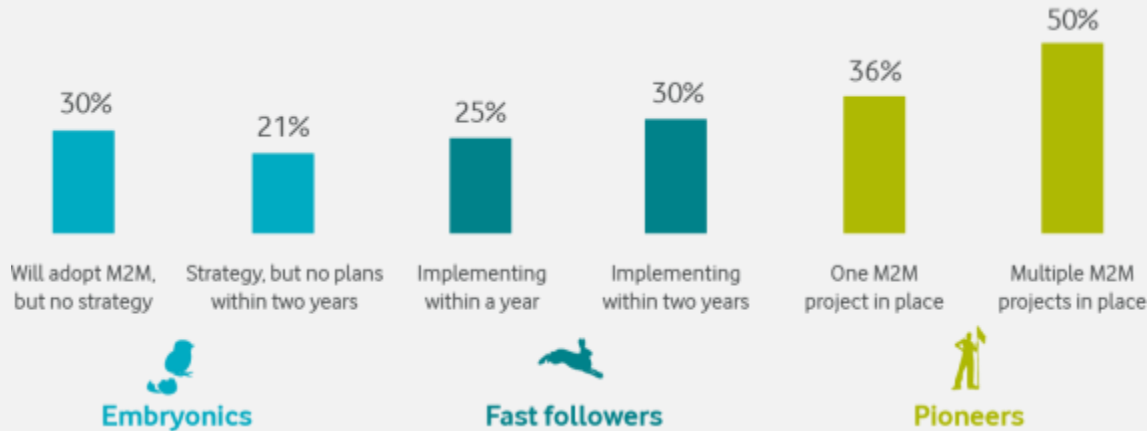 30%
21%
25%
30%
36%
50%
Will adopt M2M,
but no strategy
Strategy, but no plans
within two years
Implementing
within a year
Implementing
within two years
One M2M
project in place
Multiple M2M
projects in place
Embryonics
Fast followers
Pioneers